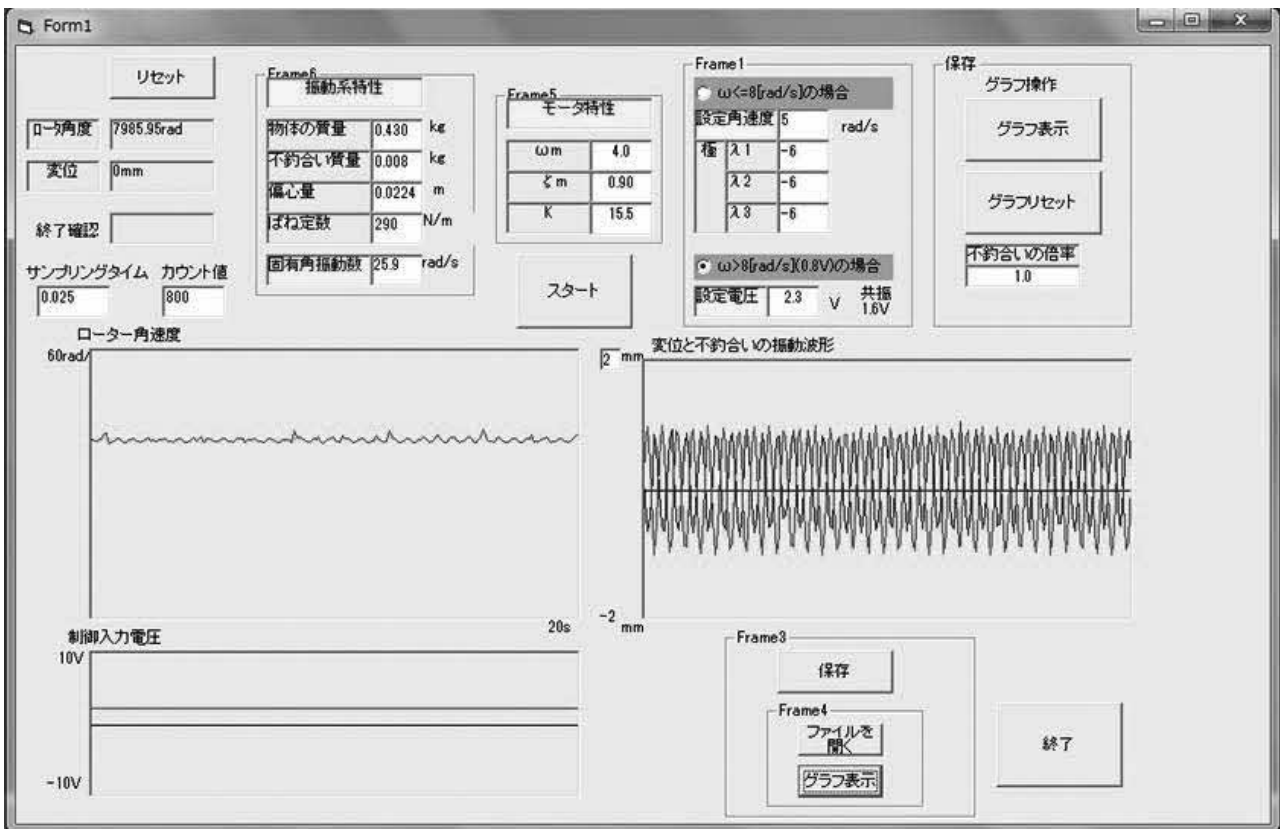 Form1
リセット
ロータ角度 7985.95rad
変位 0mm
終了確認
サンプリングタイム カウント値
0.025 800
Frame6
振動系特性
物体の質量 0.430 kg
不釣合い質量 0.008 kg
偏心量 0.0224 m
ばね定数 290 N/m
固有角振動数 25.9 rad/s
Frame5
モータ特性
ωm 4.0
ζm 0.90
K 15.5
スタート
Frame1
ω<=8[rad/s]の場合
設定角速度 5 rad/s
極 λ1 -6
λ2 -6
λ3 -6
ω>8[rad/s](0.8V)の場合
設定電圧 2.3 V 共振
1.6V
保存
グラフ操作
グラフ表示
グラフリセット
不釣合いの倍率
1.0
ローター角速度
60rad/
20s
変位と不釣合いの振動波形
2 mm
-2 mm
制御入力電圧
10V
-10V
Frame3
保存
Frame4
ファイルを
開く
グラフ表示
終了